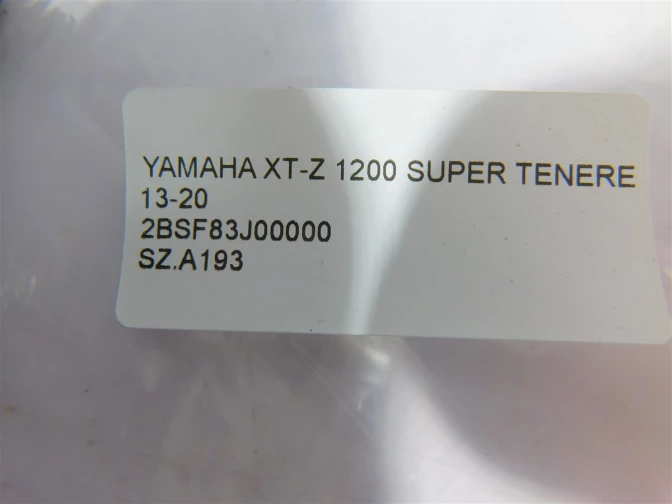 YAMAHA XT-Z 1200 SUPER TENERE
13-20
2BSF83J00000
SZ.A193